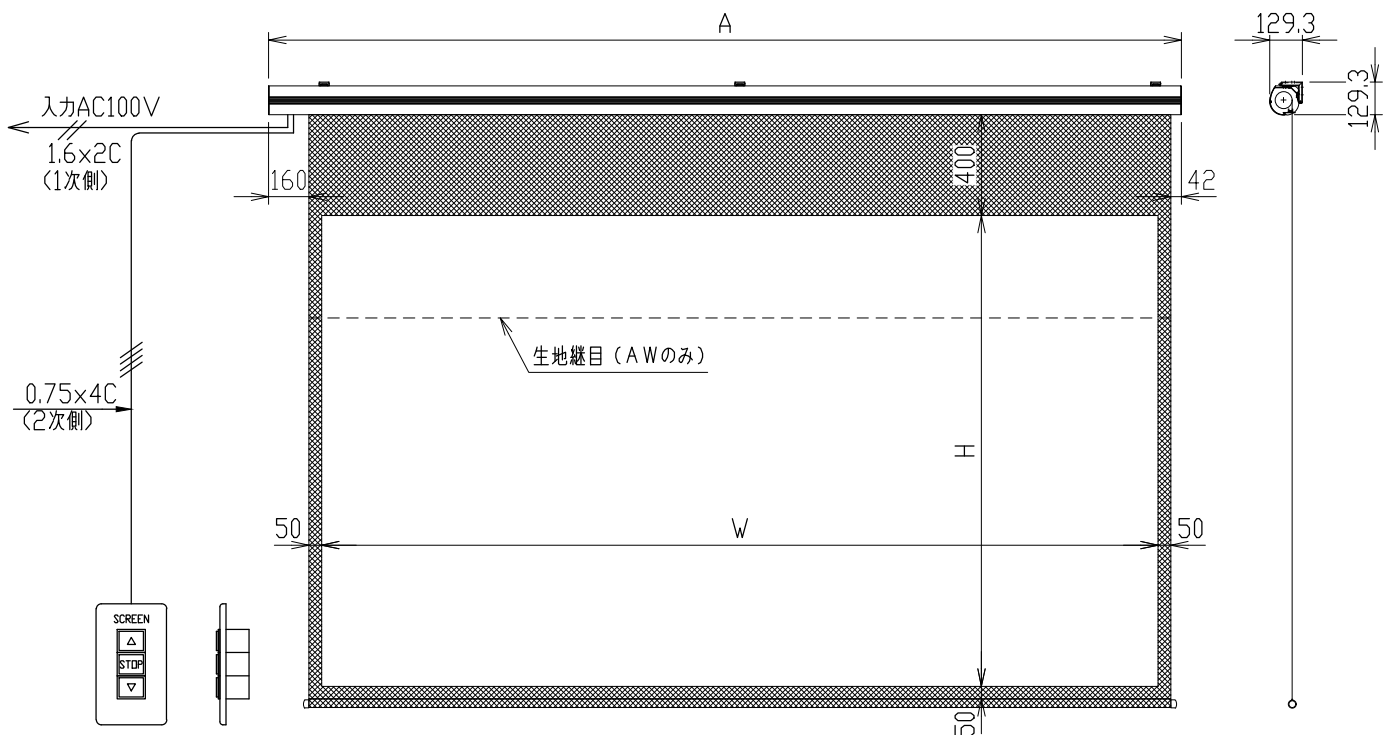 A
129.3
129.3
入力AC100V
1.6x2C
(1次側)
160
400
42
生地継目(AWのみ)
0.75x4C
(2次側)
H
50
W
50
SCREEN
△
STOP
▽
50